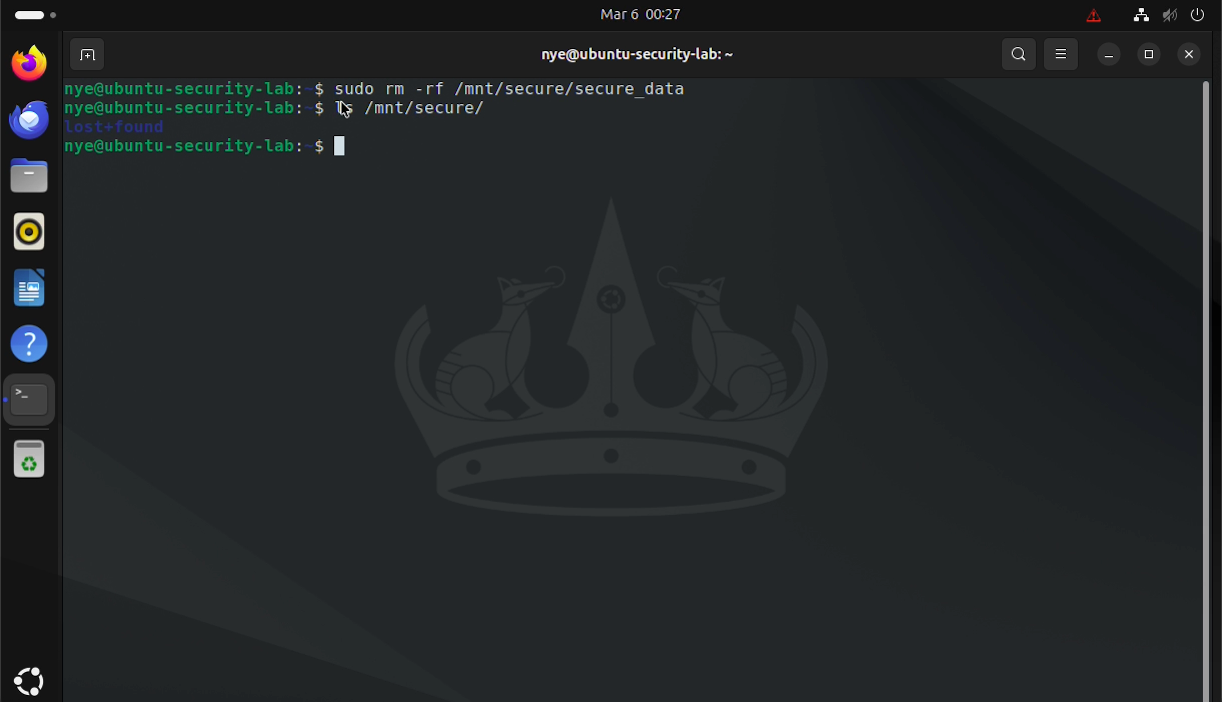 Mar 6 00:27
nye@ubuntu-security-lab: ~
nye@ubuntu-security-lab:~$ sudo rm -rf /mnt/secure/secure_data
nye@ubuntu-security-lab:~$ ls /mnt/secure/
lost+found
nye@ubuntu-security-lab:~$